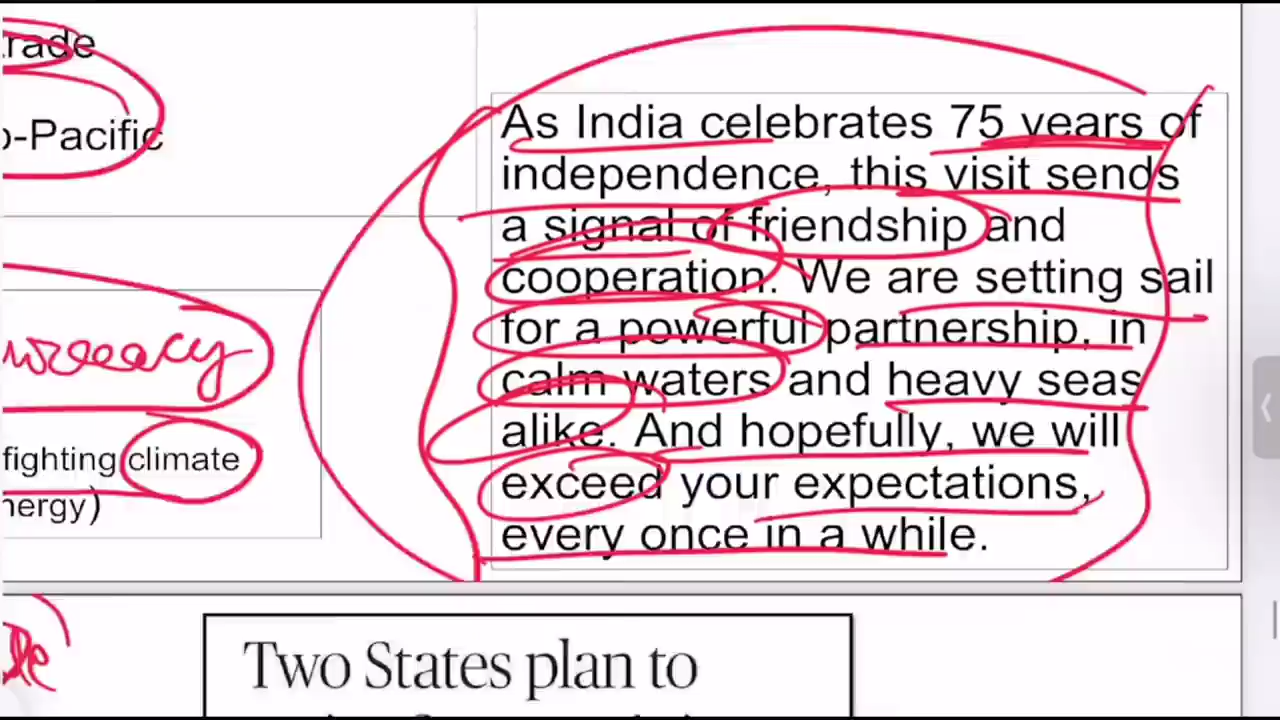 trade
o-Pacific
As India celebrates 75 years of
independence, this visit sends
a signal of friendship and
cooperation. We are setting sail
for a powerful partnership, in
calm waters and heavy seas
alike. And hopefully, we will
exceed your expectations,
every once in a while.
fighting climate
nergy)
Two States plan to